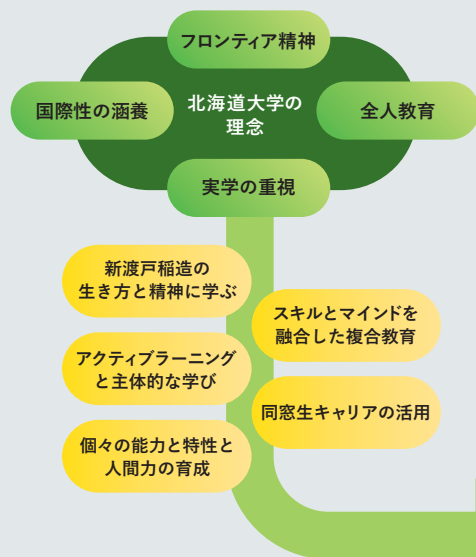 フロンティア精神
国際性の涵養
北海道大学の
理念
全人教育
実学の重視
新渡戸稲造の
生き方と精神に学ぶ
スキルとマインドを
融合した複合教育
アクティブラーニング
と主体的な学び
同窓生キャリアの活用
個々の能力と特性と
人間力の育成